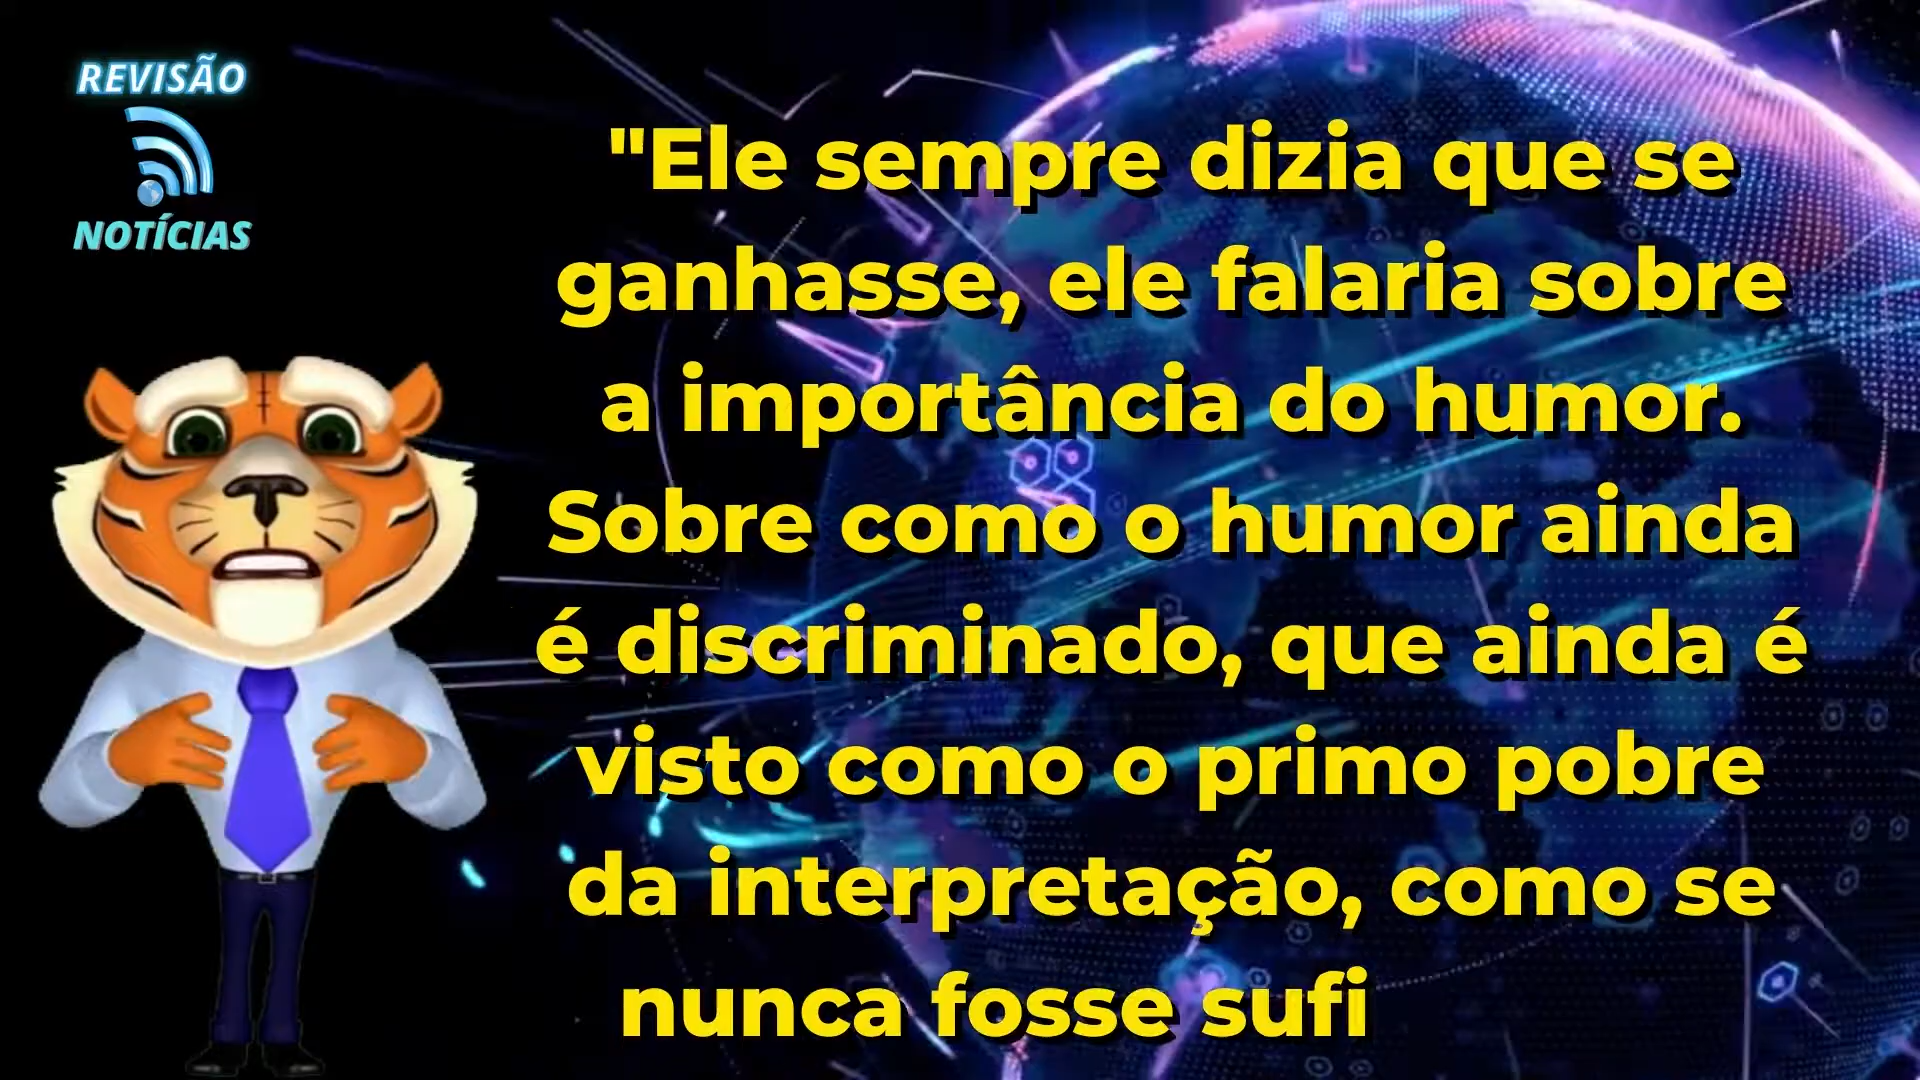 REVISÃO
NOTÍCIAS
"Ele sempre dizia que se
ganhasse, ele falaria sobre
a importância do humor.
Sobre como o humor ainda
é discriminado, que ainda é
visto como o primo pobre
da interpretação, como se
nunca fosse sufi